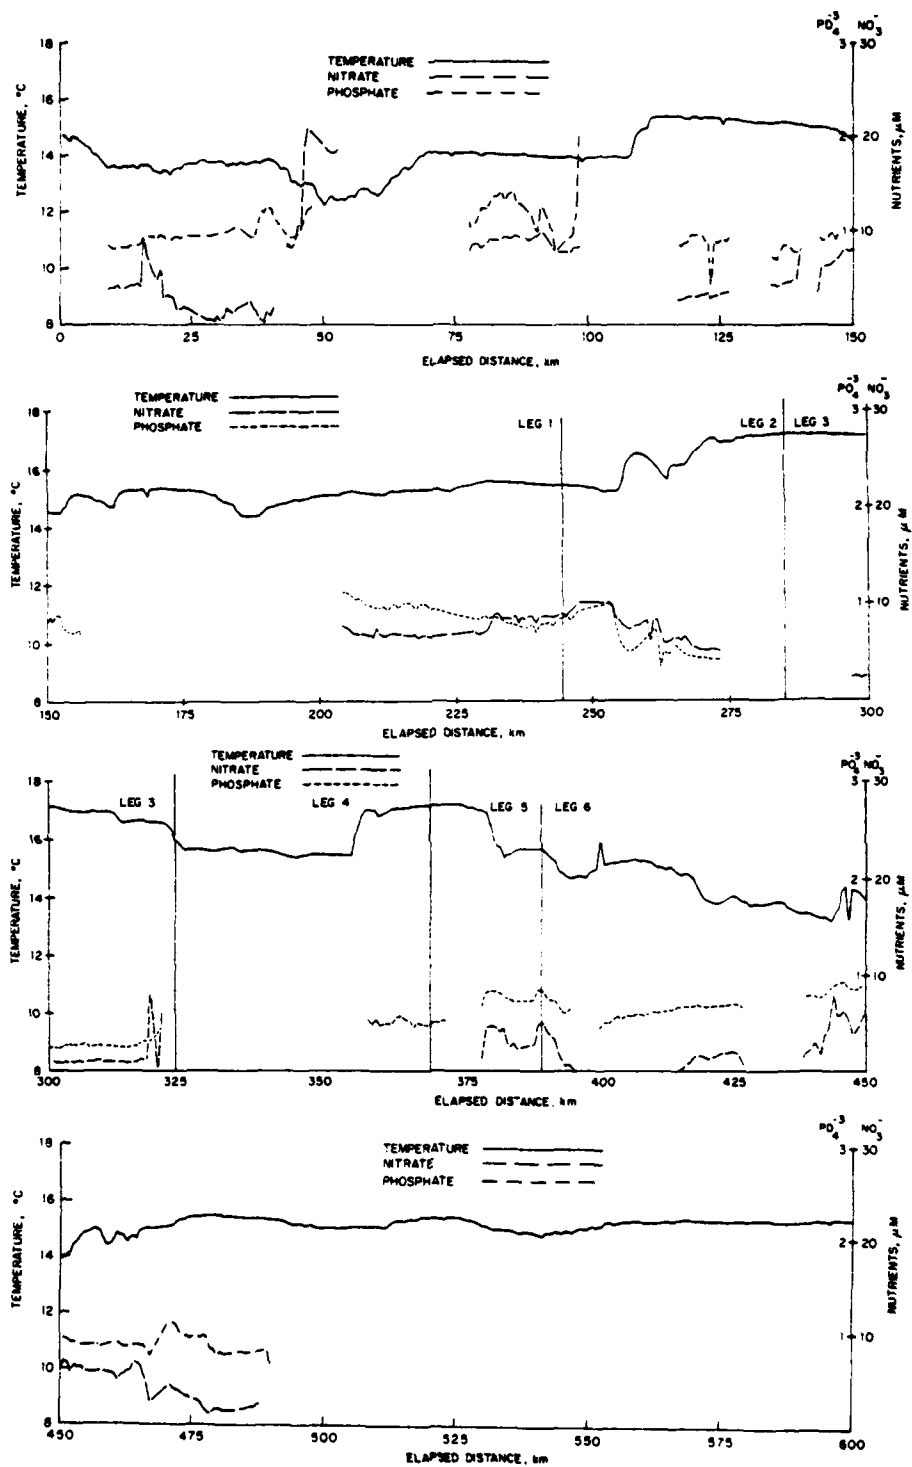 PO₄⁻³ NO₃⁻
18
3 30
TEMPERATURE
NITRATE
PHOSPHATE
16
TEMPERATURE, °C
14
2 20
NUTRIENTS, μM
12
1 10
10
8
0 25 50 75 100 125 150
ELAPSED DISTANCE, km
PO₄⁻³ NO₃⁻
TEMPERATURE
NITRATE
PHOSPHATE
18
3 30
LEG 1 LEG 2 LEG 3
16
TEMPERATURE, °C
2 20
14
NUTRIENTS, μM
12
1 10
10
8
150 175 200 225 250 275 300
ELAPSED DISTANCE, km
TEMPERATURE
NITRATE
PHOSPHATE
PO₄⁻³ NO₃⁻
18
3 30
LEG 3 LEG 4 LEG 5 LEG 6
16
TEMPERATURE, °C
2 20
14
NUTRIENTS, μM
12
1 10
10
8
300 325 350 375 400 425 450
ELAPSED DISTANCE, km
PO₄⁻³ NO₃⁻
18
3 30
TEMPERATURE
NITRATE
PHOSPHATE
16
TEMPERATURE, °C
2 20
14
NUTRIENTS, μM
12
1 10
10
8
450 475 500 525 550 575 600
ELAPSED DISTANCE, km